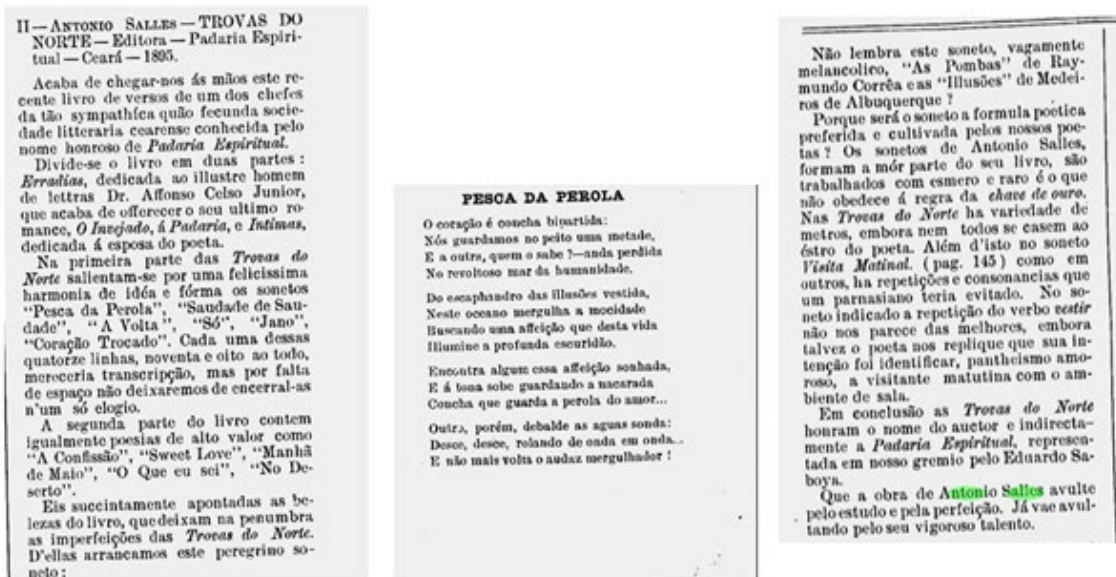 II—ANTONIO SALLES—TROVAS DO
NORTE—Editora—Padaria Espiri-
tual—Ceará—1895.
Acaba de chegar-nos ás mãos este re-
cente livro de versos de um dos chefes
da tão sympathica quão fecunda socie-
dade litteraria cearense conhecida pelo
nome honroso de Padaria Espiritual.
Divide-se o livro em duas partes:
Erradias, dedicada ao illustre homem
de lettras Dr. Affonso Celso Junior,
que acaba de offerecer o seu ultimo ro-
mance, O Invejado, á Padaria, e Intimas,
dedicada á esposa do poeta.
Na primeira parte das Trovas do
Norte salientam-se por uma felicissima
harmonia de idéa e fórma os sonetos
“Pesca da Perola”, “Saudade de Sau-
dade”, “A Volta”, “Só”, “Jano”,
“Coração Trocado”. Cada uma dessas
quatorze linhas, noventa e oito ao todo,
mereceria transcripção, mas por falta
de espaço não deixaremos de encerral-as
n'um só elogio.
A segunda parte do livro contem
igualmente poesias de alto valor como
“A Confissão”, “Sweet Love”, “Manhã
de Maio”, “O Que eu sei”, “No De-
serto”.
Eis succintamente apontadas as be-
lezas do livro, que deixam na penumbra
as imperfeições das Trovas do Norte.
D'ellas arrancamos este peregrino so-
neto:
PESCA DA PEROLA
O coração é concha bipartida:
Nós guardamos no peito uma metade,
E a outra, quem o sabe?—anda perdida
No revoltoso mar da humanidade.
Do escaphandro das illusões vestida,
Neste oceano mergulha a mocidade
Buscando uma affeição que desta vida
Illumine a profunda escuridão.
Encontra algum essa affeição sonhada,
E á tona sobe guardando a nacarada
Concha que guarda a perola do amor...
Outro, porém, debalde as aguas sonda:
Desce, desce, rolando de onda em onda...
E não mais volta o audaz mergulhador!
Não lembra este soneto, vagamente
melancolico, “As Pombas” de Ray-
mundo Corrêa e as “Illusões” de Medei-
ros de Albuquerque?
Porque será o soneto a formula poetica
preferida e cultivada pelos nossos poe-
tas? Os sonetos de Antonio Salles,
formam a mór parte do seu livro, são
trabalhados com esmero e raro é o que
não obedece á regra da chave de ouro.
Nas Trovas do Norte ha variedade de
metros, embora nem todos se casem ao
éstro do poeta. Além d'isto no soneto
Visita Matinal. (pag. 145) como em
outros, ha repetições e consonancias que
um parnasiano teria evitado. No so-
neto indicado a repetição do verbo vestir
não nos parece das melhores, embora
talvez o poeta nos replique que sua in-
tenção foi identificar, pantheismo amo-
roso, a visitante matutina com o am-
biente de sala.
Em conclusão as Trovas do Norte
honram o nome do auctor e indirecta-
mente a Padaria Espiritual, represen-
tada em nosso gremio pelo Eduardo Sa-
boya.
Que a obra de Antonio Salles avulte
pelo estudo e pela perfeição. Já vae avul-
tando pelo seu vigoroso talento.